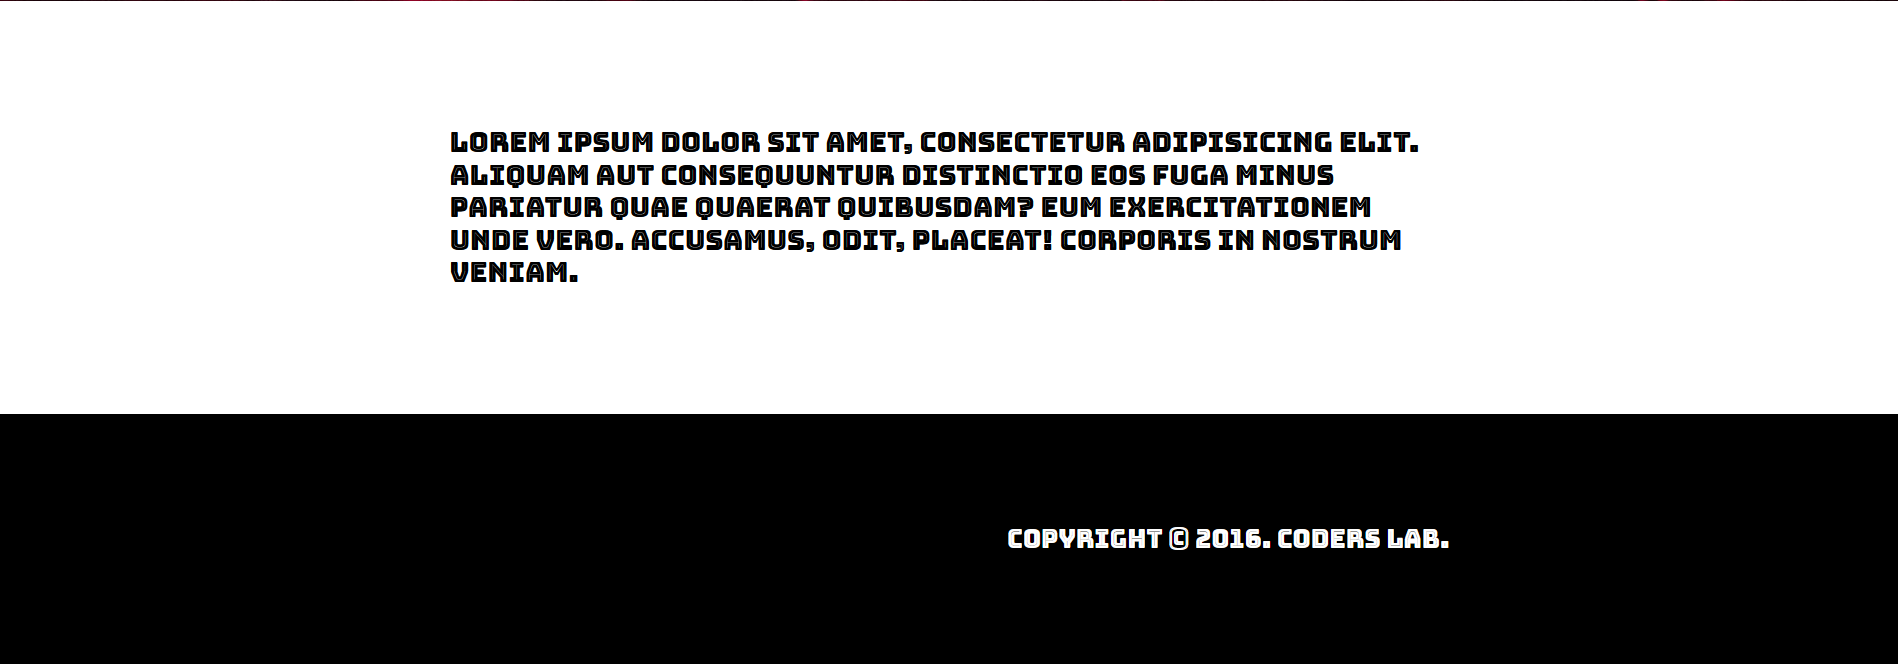 LOREM IPSUM DOLOR SIT AMET, CONSECTETUR ADIPISICING ELIT.
ALIQUAM AUT CONSEQUUNTUR DISTINCTIO EOS FUGA MINUS
PARIATUR QUAE QUAERAT QUIBUSDAM? EUM EXERCITATIONEM
UNDE VERO. ACCUSAMUS, ODIT, PLACEAT! CORPORIS IN NOSTRUM
VENIAM.
COPYRIGHT © 2016. CODERS LAB.